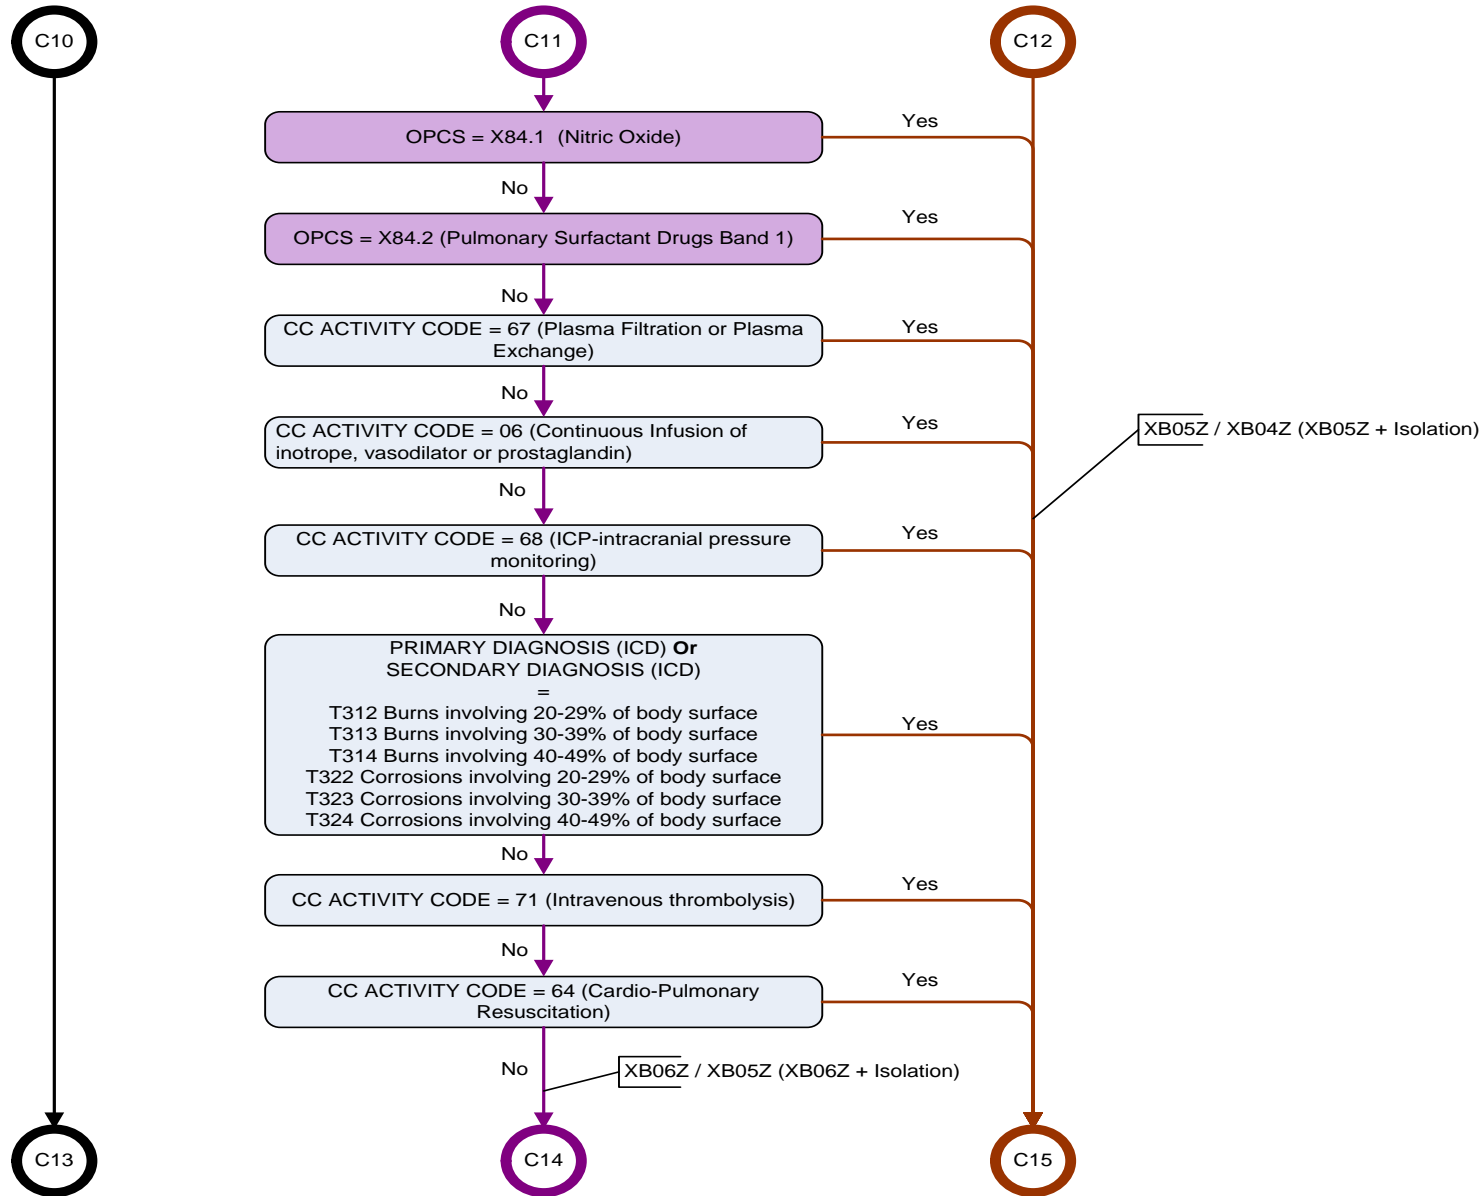 C10
C11
C12
OPCS = X84.1 (Nitric Oxide)
Yes
No
OPCS = X84.2 (Pulmonary Surfactant Drugs Band 1)
Yes
No
CC ACTIVITY CODE = 67 (Plasma Filtration or Plasma
Exchange)
Yes
No
CC ACTIVITY CODE = 06 (Continuous Infusion of
inotrope, vasodilator or prostaglandin)
Yes
XB05Z / XB04Z (XB05Z + Isolation)
No
CC ACTIVITY CODE = 68 (ICP-intracranial pressure
monitoring)
Yes
No
PRIMARY DIAGNOSIS (ICD) Or
SECONDARY DIAGNOSIS (ICD)
=
T312 Burns involving 20-29% of body surface
T313 Burns involving 30-39% of body surface
T314 Burns involving 40-49% of body surface
T322 Corrosions involving 20-29% of body surface
T323 Corrosions involving 30-39% of body surface
T324 Corrosions involving 40-49% of body surface
Yes
No
CC ACTIVITY CODE = 71 (Intravenous thrombolysis)
Yes
No
CC ACTIVITY CODE = 64 (Cardio-Pulmonary
Resuscitation)
Yes
No
XB06Z / XB05Z (XB06Z + Isolation)
C13
C14
C15